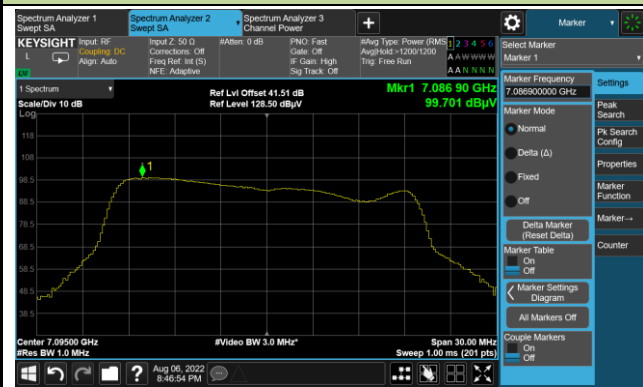 Spectrum Analyzer 1
Swept SA
Spectrum Analyzer 2
Swept SA
Spectrum Analyzer 3
Channel Power
+
Marker
KEYSIGHT
L
Input: RF
Coupling: DC
Align: Auto
Input Z: 50 Ω
Corrections: Off
Freq Ref: Int (S)
NFE: Adaptive
#Atten: 0 dB
PNO: Fast
Gate: Off
IF Gain: High
Sig Track: Off
#Avg Type: Power (RMS)
Avg|Hold:>1200/1200
Trig: Free Run
1 2 3 4 5 6
A A W W W W
A A N N N N
Select Marker
Marker 1
1 Spectrum
Scale/Div 10 dB
Log
Ref Lvl Offset 41.51 dB
Ref Level 128.50 dBµV
Mkr1 7.086 90 GHz
99.701 dBµV
118
108
98.5
88.5
78.5
68.5
58.5
48.5
38.5
1
Center 7.09500 GHz
#Res BW 1.0 MHz
#Video BW 3.0 MHz*
Span 30.00 MHz
Sweep 1.00 ms (201 pts)
Marker Frequency
7.086900000 GHz
Marker Mode
Normal
Delta (Δ)
Fixed
Off
Delta Marker
(Reset Delta)
Marker Table
On
Off
Marker Settings
Diagram
All Markers Off
Couple Markers
On
Off
Settings
Peak
Search
Pk Search
Config
Properties
Marker
Function
Marker→
Counter
?
Aug 06, 2022
8:46:54 PM